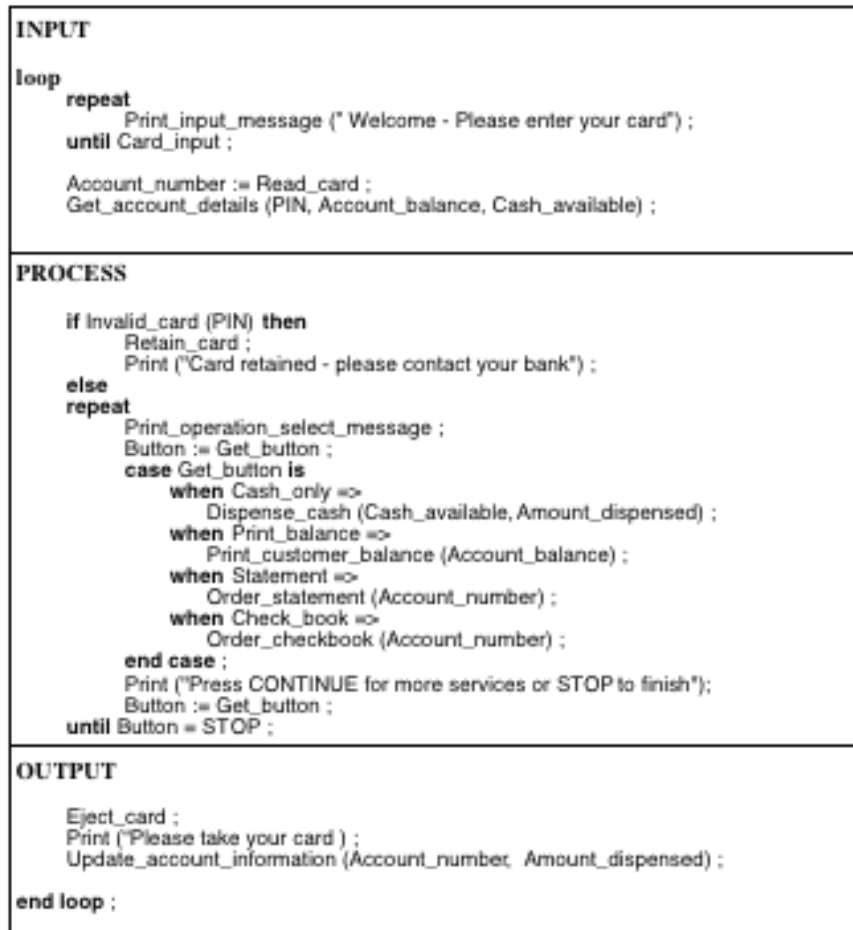 INPUT
loop
repeat
Print_input_message (" Welcome - Please enter your card") ;
until Card_input ;
Account_number := Read_card ;
Get_account_details (PIN, Account_balance, Cash_available) ;
PROCESS
if Invalid_card (PIN) then
Retain_card ;
Print ("Card retained - please contact your bank") ;
else
repeat
Print_operation_select_message ;
Button := Get_button ;
case Get_button is
when Cash_only =>
Dispense_cash (Cash_available, Amount_dispensed) ;
when Print_balance =>
Print_customer_balance (Account_balance) ;
when Statement =>
Order_statement (Account_number) ;
when Check_book =>
Order_checkbook (Account_number) ;
end case ;
Print ("Press CONTINUE for more services or STOP to finish");
Button := Get_button ;
until Button = STOP ;
OUTPUT
Eject_card ;
Print ("Please take your card ) ;
Update_account_information (Account_number, Amount_dispensed) ;
end loop ;